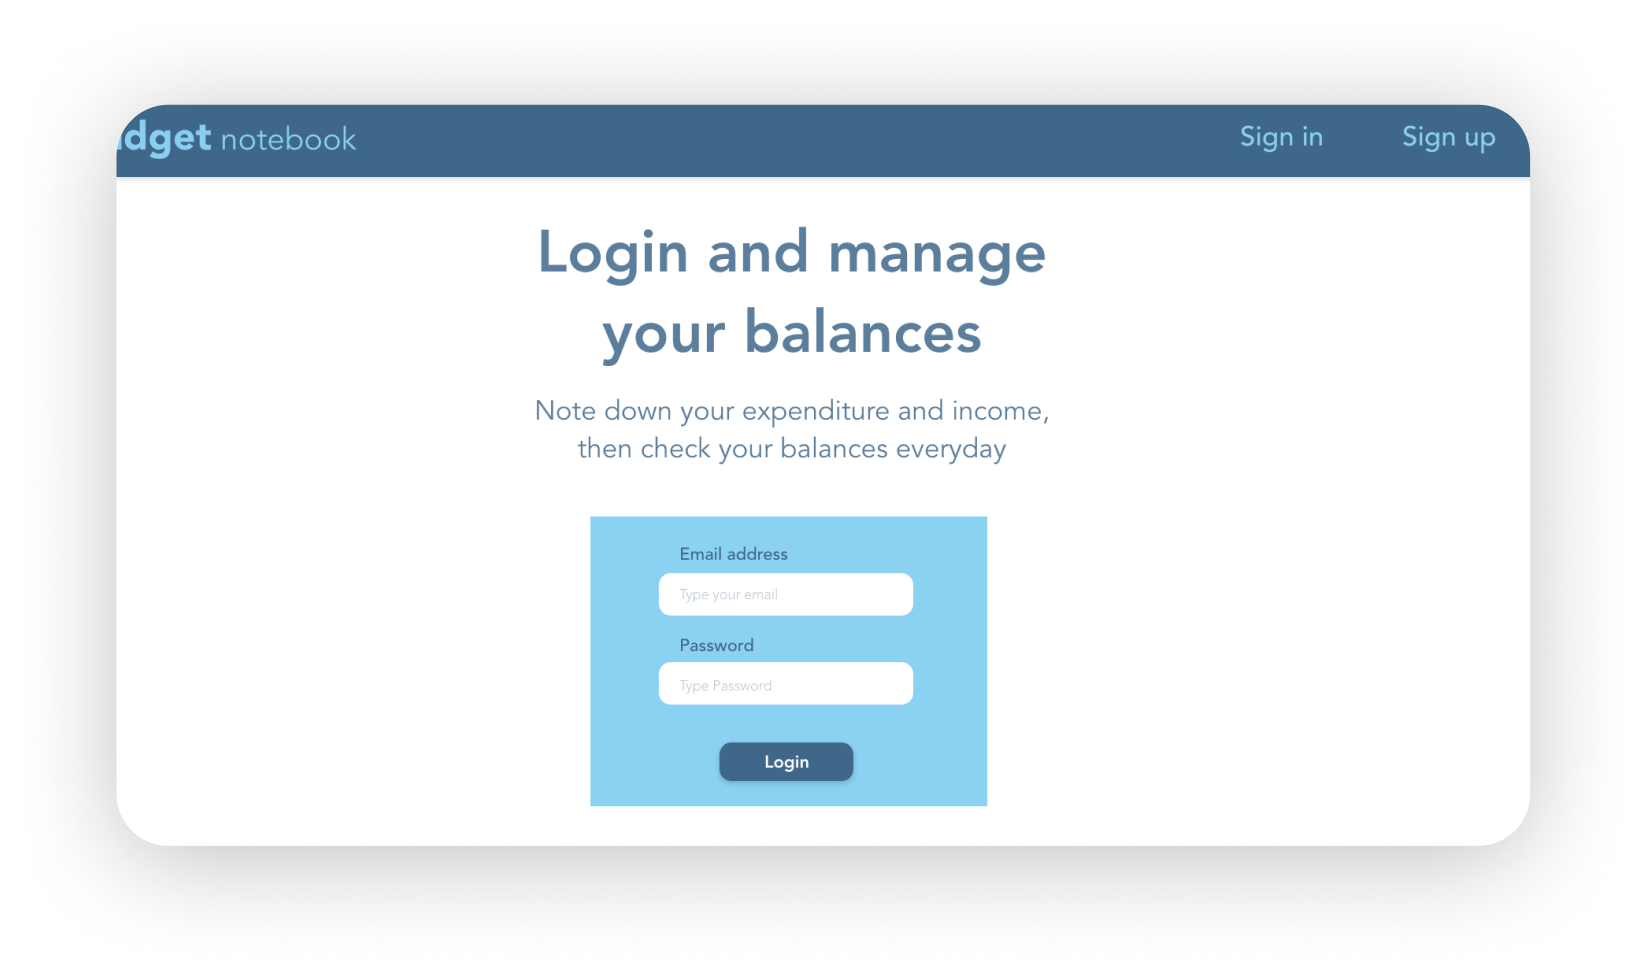 notebook
Sign in
Sign up
Login and manage
your balances
Note down your expenditure and income,
then check your balances everyday
Email address
Type your email
Password
Type Password
Login